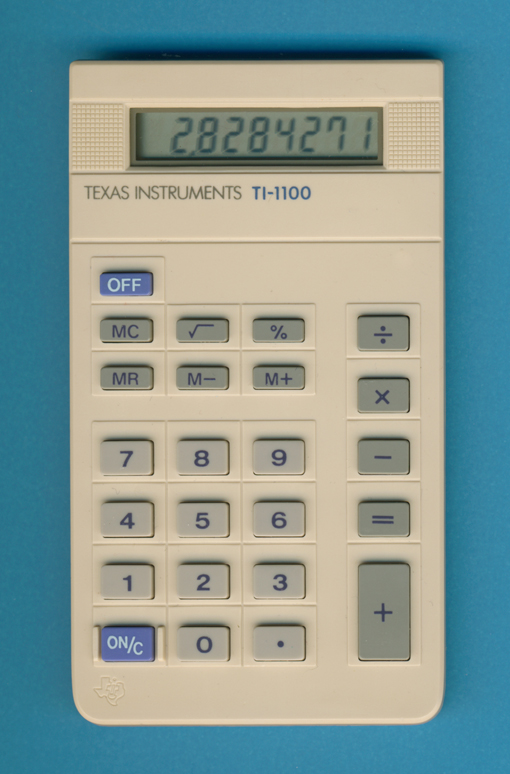 2.8284271
TEXAS INSTRUMENTS TI-1100
OFF
MC √ % ÷
MR M− M+ ×
7 8 9 −
4 5 6 =
1 2 3 +
ON/C 0 .